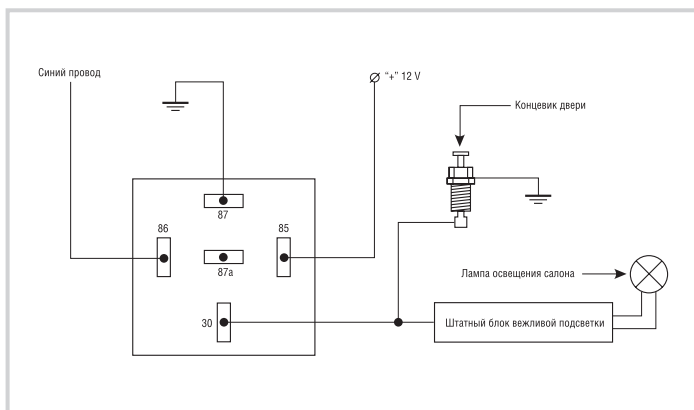 Синий провод
"+" 12 V
Концевик двери
87
86
85
87a
Лампа освещения салона
30
Штатный блок вежливой подсветки